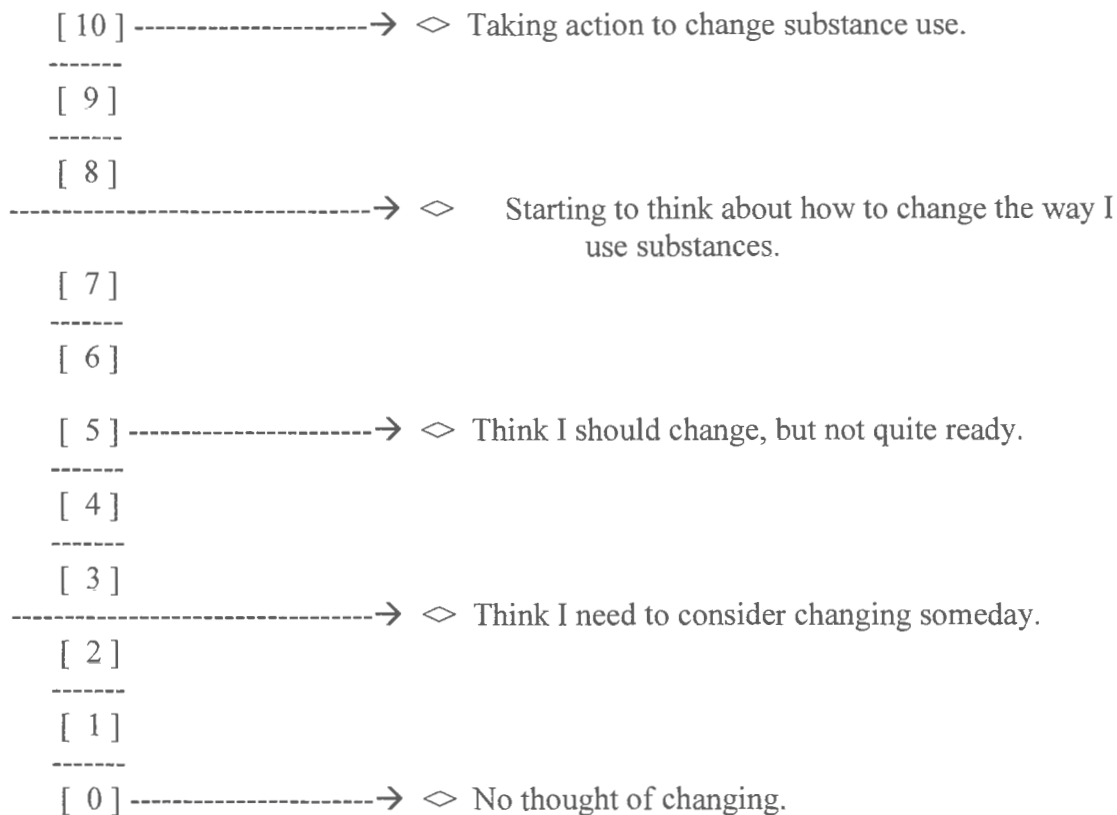 [ 10 ] ---------------------→ <> Taking action to change substance use.
-------
[ 9 ]
-------
[ 8 ]
--------------------------------→ <> Starting to think about how to change the way I
use substances.
[ 7 ]
-------
[ 6 ]
[ 5 ] ---------------------→ <> Think I should change, but not quite ready.
-------
[ 4 ]
-------
[ 3 ]
--------------------------------→ <> Think I need to consider changing someday.
[ 2 ]
-------
[ 1 ]
-------
[ 0 ] ---------------------→ <> No thought of changing.